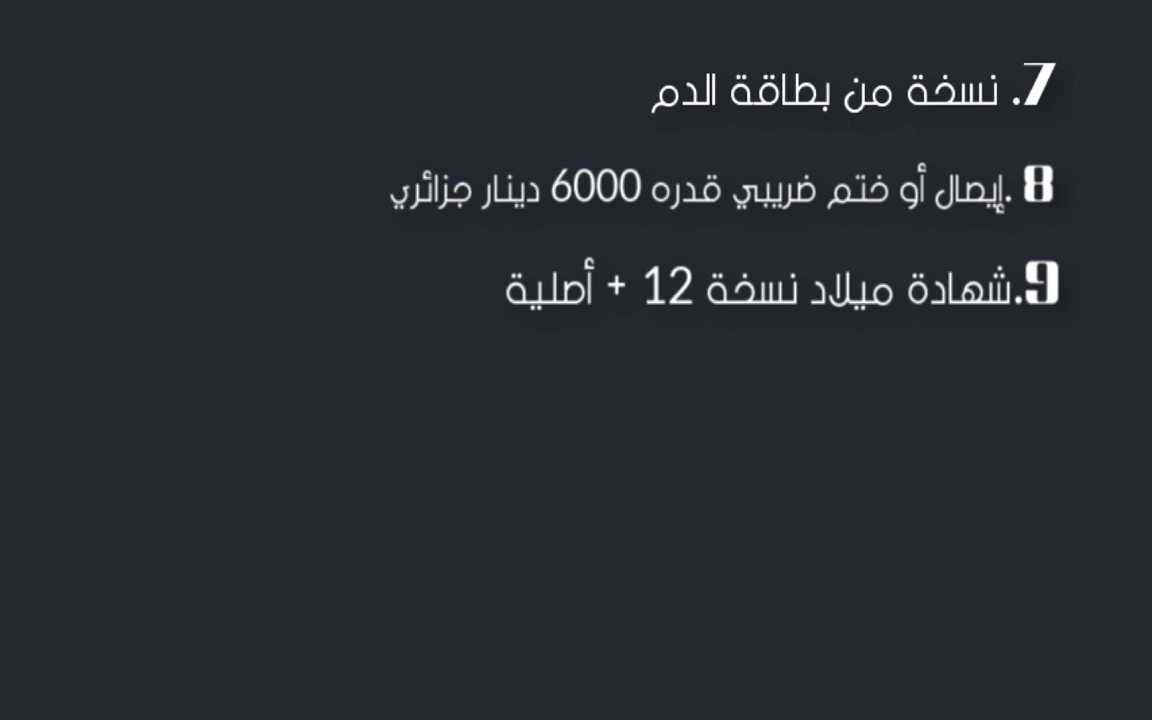 7. نسخة من بطاقة الدم
8 .إيصال أو ختم ضريبي قدره 6000 دينار جزائري
9.شهادة ميلاد نسخة 12 + أصلية